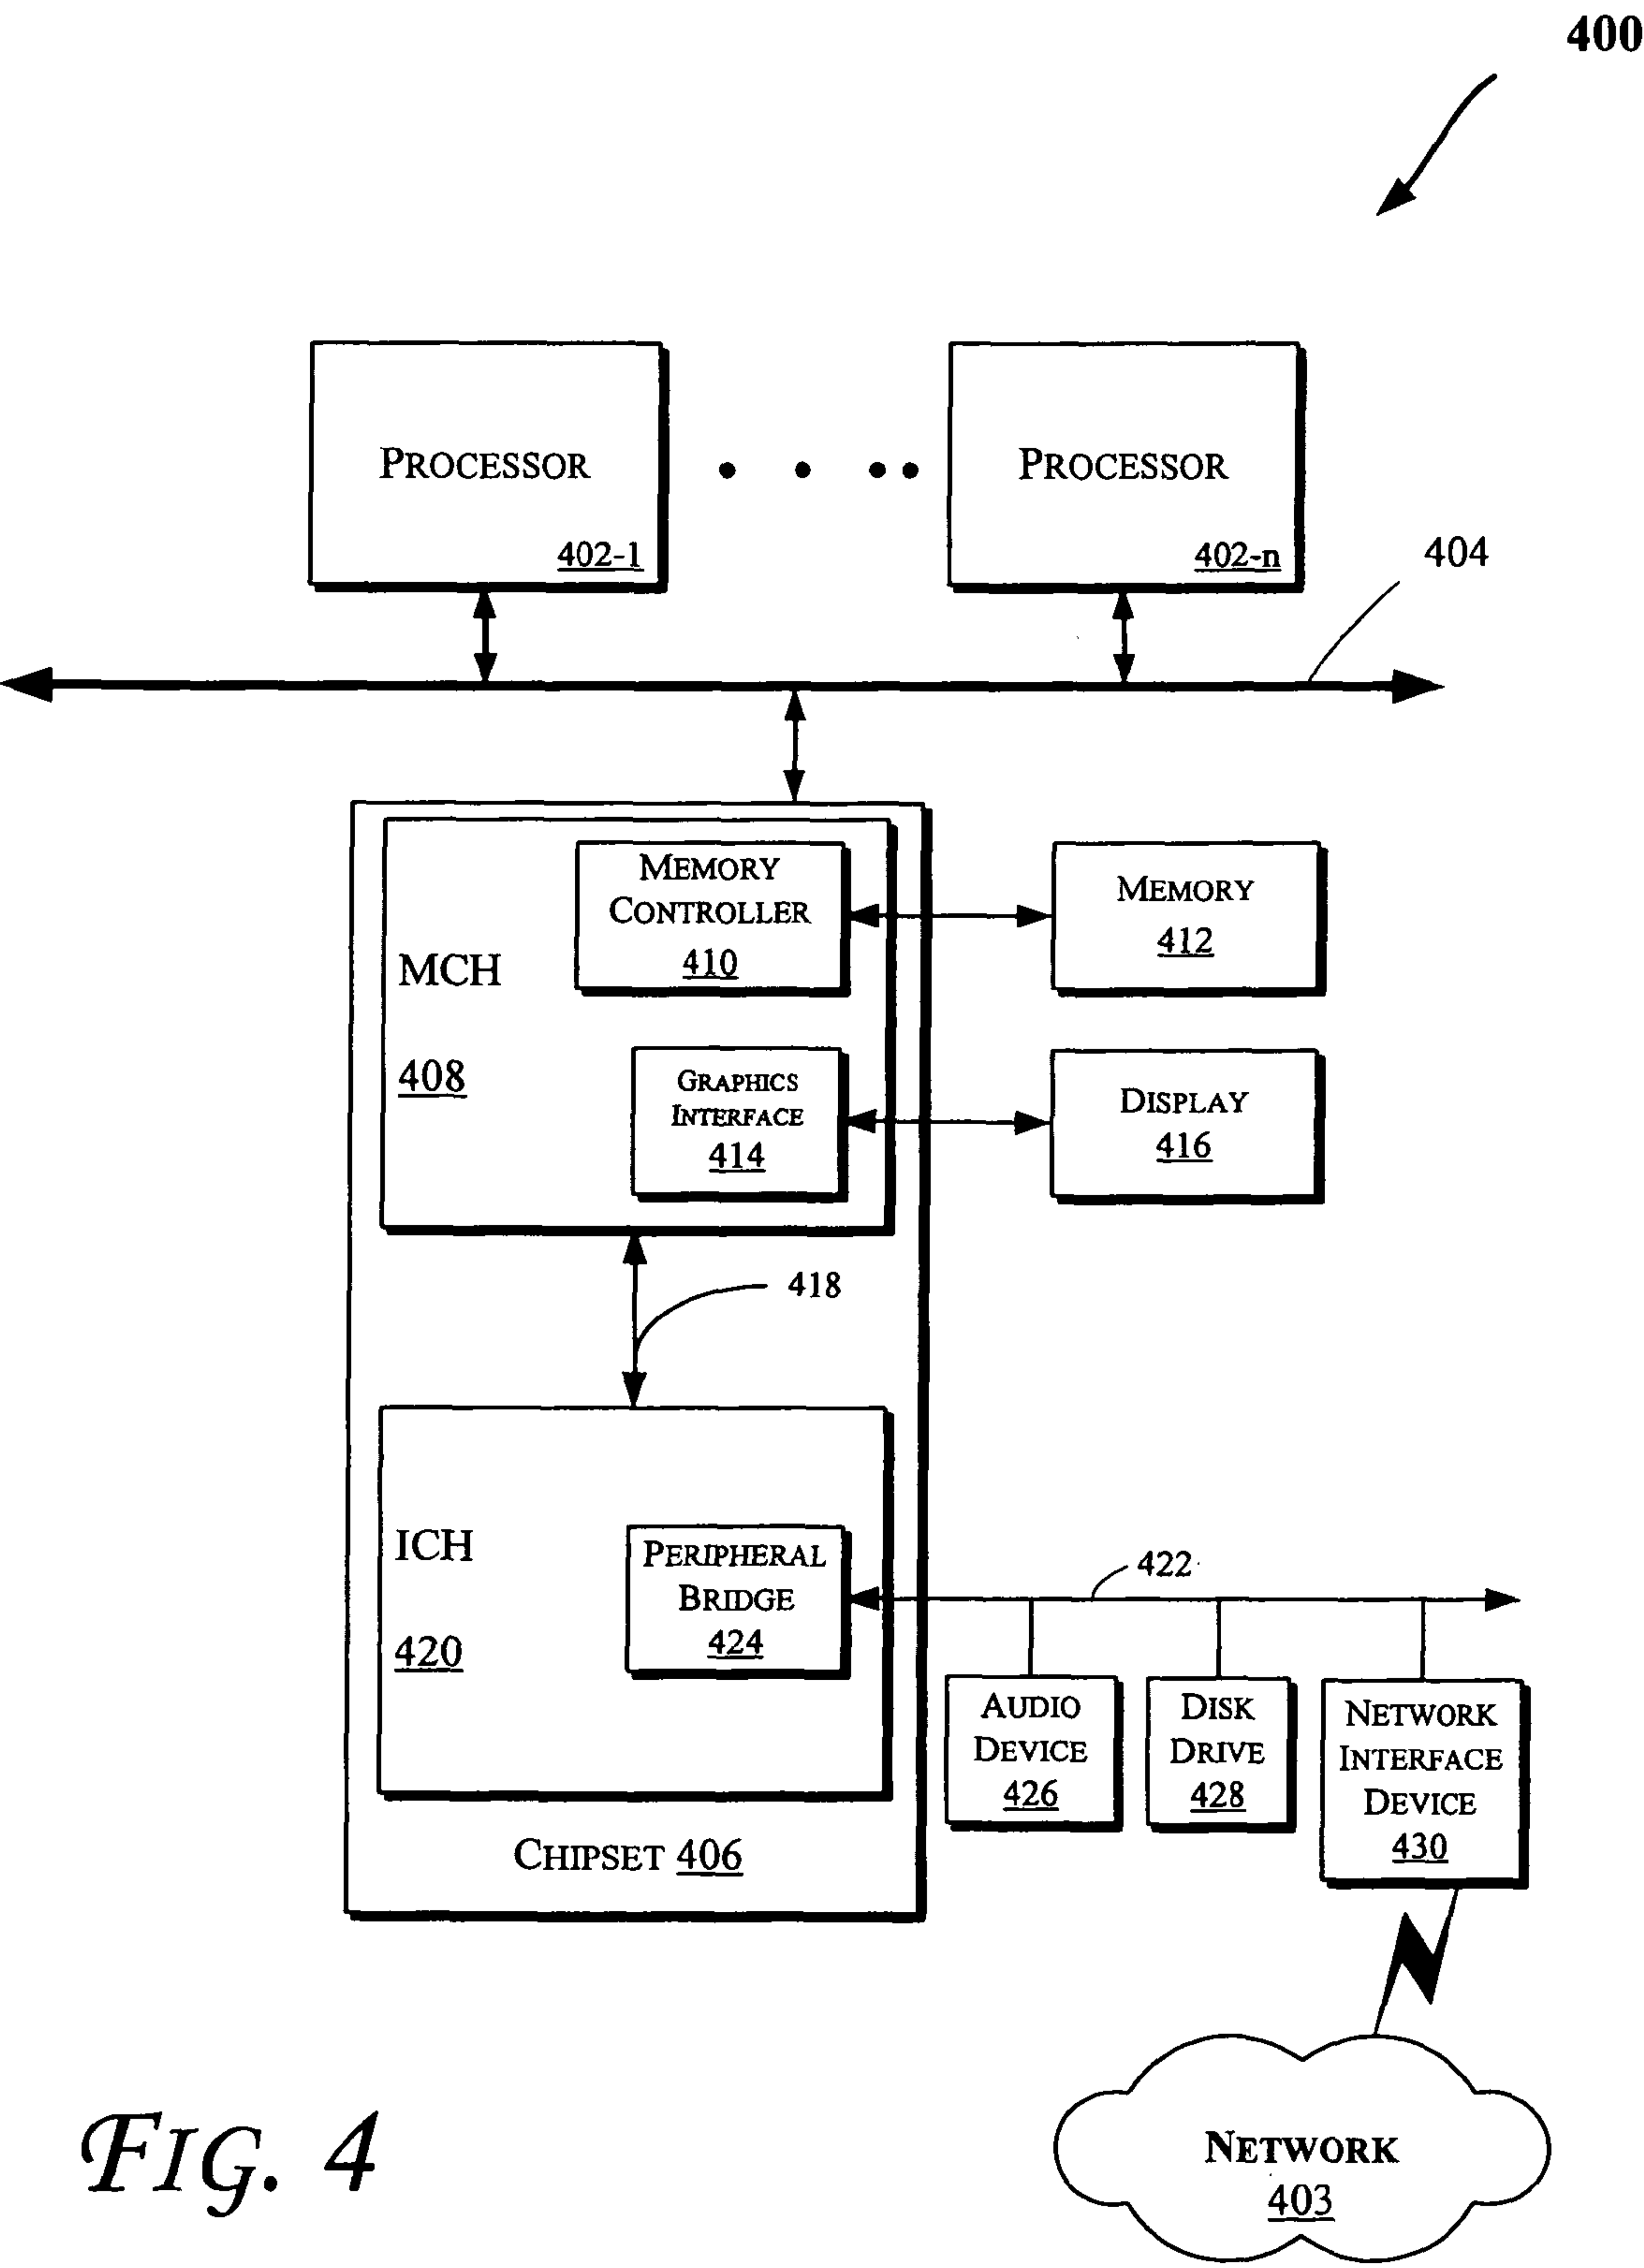 400
PROCESSOR
402-1
PROCESSOR
402-n
404
MEMORY
CONTROLLER
410
MEMORY
412
MCH
408
GRAPHICS
INTERFACE
414
DISPLAY
416
418
ICH
420
PERIPHERAL
BRIDGE
424
422
AUDIO
DEVICE
426
DISK
DRIVE
428
NETWORK
INTERFACE
DEVICE
430
CHIPSET 406
NETWORK
403
FIG. 4